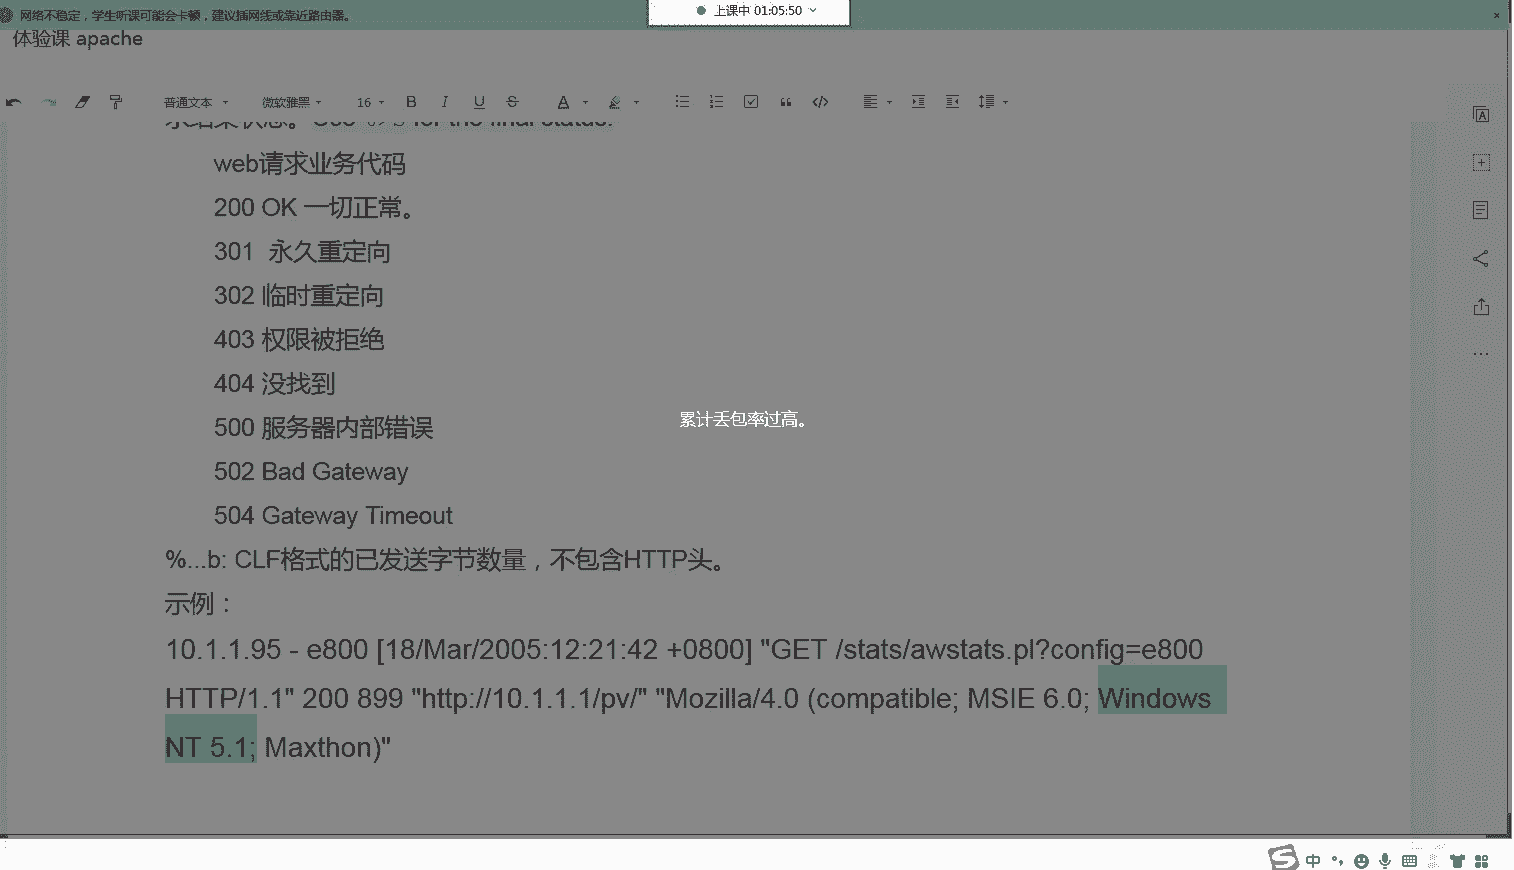 网络不稳定，学生听课可能会卡顿，建议插网线或靠近路由器。
上课中 01:05:50
体验课 apache
普通文本 微软雅黑 16 B I U S A
for the final status.
web请求业务代码
200 OK 一切正常。
301 永久重定向
302 临时重定向
403 权限被拒绝
404 没找到
500 服务器内部错误
累计丢包率过高。
502 Bad Gateway
504 Gateway Timeout
%...b: CLF格式的已发送字节数量，不包含HTTP头。
示例：
10.1.1.95 - e800 [18/Mar/2005:12:21:42 +0800] "GET /stats/awstats.pl?config=e800
HTTP/1.1" 200 899 "http://10.1.1.1/pv/" "Mozilla/4.0 (compatible; MSIE 6.0; Windows
NT 5.1; Maxthon)"
中